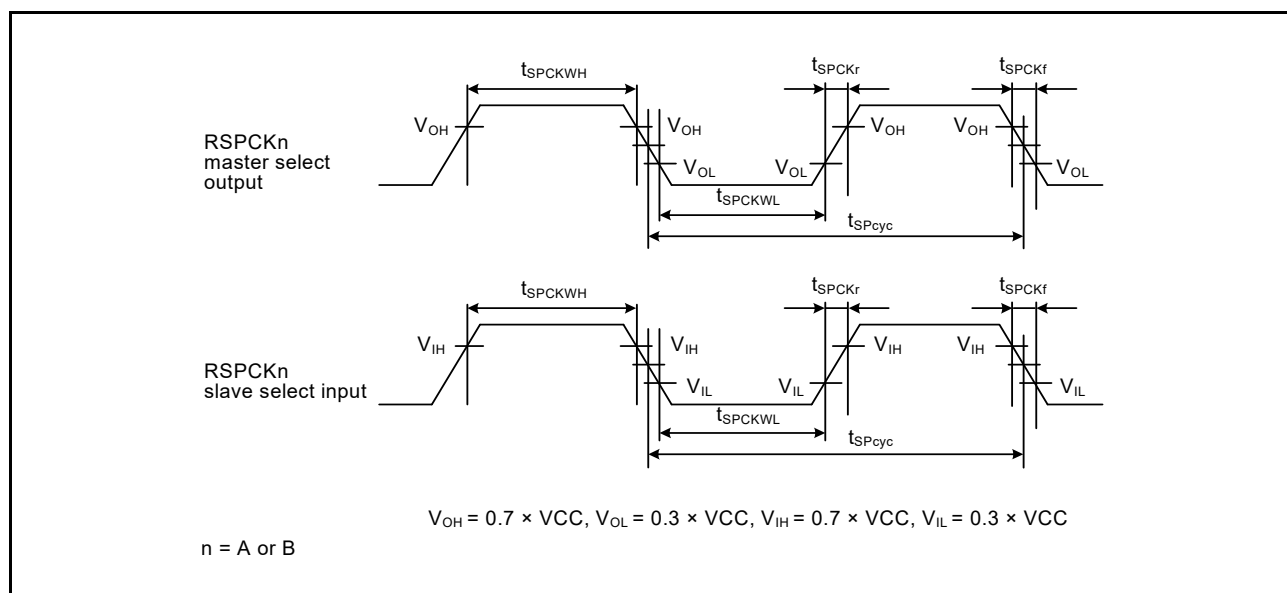 tSPCKWH
tSPCKr
tSPCKf
VOH
VOH
VOH
VOH
RSPCKn
master select
output
VOL
VOL
VOL
tSPCKWL
tSPcyc
tSPCKWH
tSPCKr
tSPCKf
VIH
VIH
VIH
VIH
RSPCKn
slave select input
VIL
VIL
VIL
tSPCKWL
tSPcyc
VOH = 0.7 × VCC, VOL = 0.3 × VCC, VIH = 0.7 × VCC, VIL = 0.3 × VCC
n = A or B